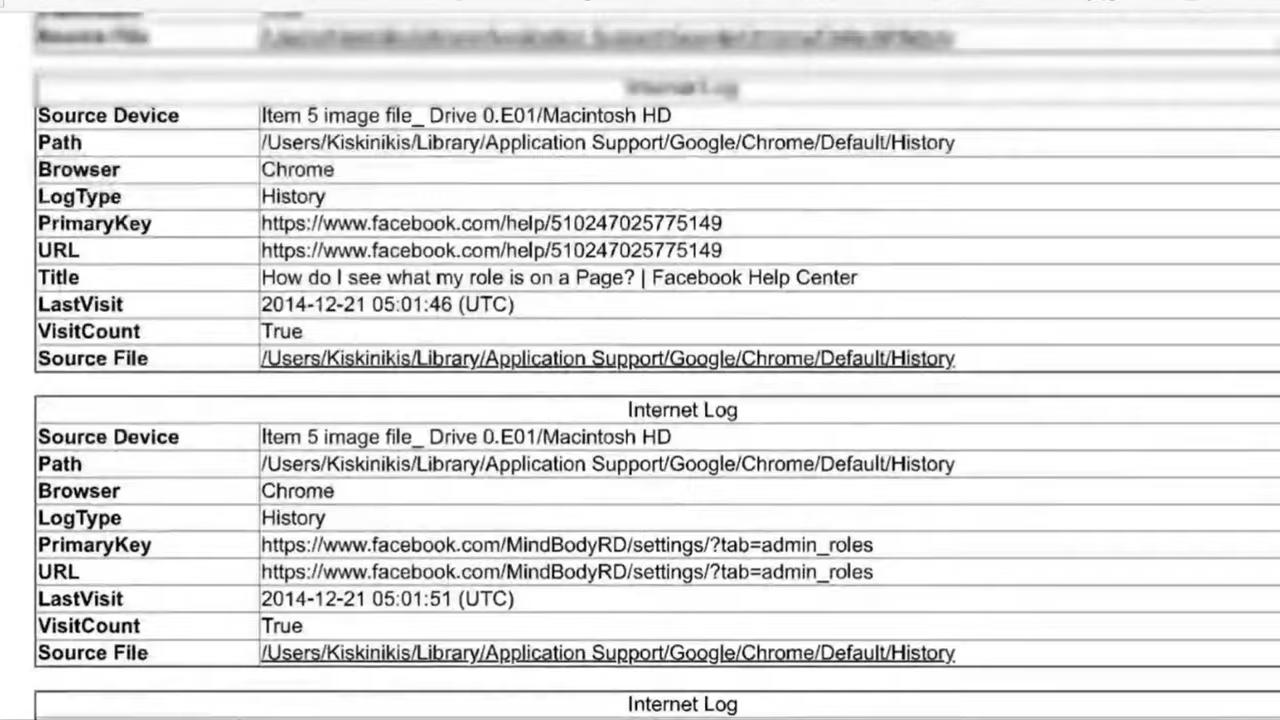 Source Device Item 5 image file_ Drive 0.E01/Macintosh HD
Path /Users/Kiskinikis/Library/Application Support/Google/Chrome/Default/History
Browser Chrome
LogType History
PrimaryKey https://www.facebook.com/help/510247025775149
URL https://www.facebook.com/help/510247025775149
Title How do I see what my role is on a Page? | Facebook Help Center
LastVisit 2014-12-21 05:01:46 (UTC)
VisitCount True
Source File /Users/Kiskinikis/Library/Application Support/Google/Chrome/Default/History
Internet Log
Source Device Item 5 image file_ Drive 0.E01/Macintosh HD
Path /Users/Kiskinikis/Library/Application Support/Google/Chrome/Default/History
Browser Chrome
LogType History
PrimaryKey https://www.facebook.com/MindBodyRD/settings/?tab=admin_roles
URL https://www.facebook.com/MindBodyRD/settings/?tab=admin_roles
LastVisit 2014-12-21 05:01:51 (UTC)
VisitCount True
Source File /Users/Kiskinikis/Library/Application Support/Google/Chrome/Default/History
Internet Log